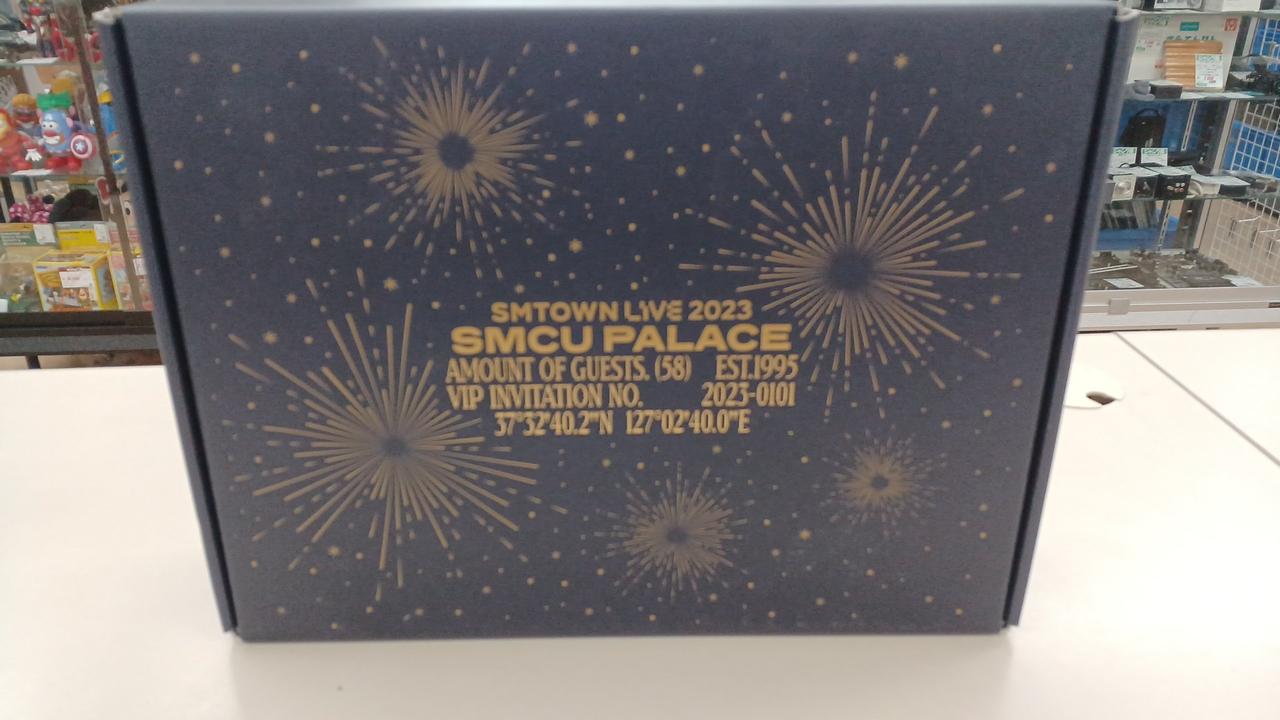 SMTOWN LIVE 2023
SMCU PALACE
AMOUNT OF GUESTS. (58) EST.1995
VIP INVITATION NO. 2023-0101
37°32'40.2"N 127°02'40.0"E